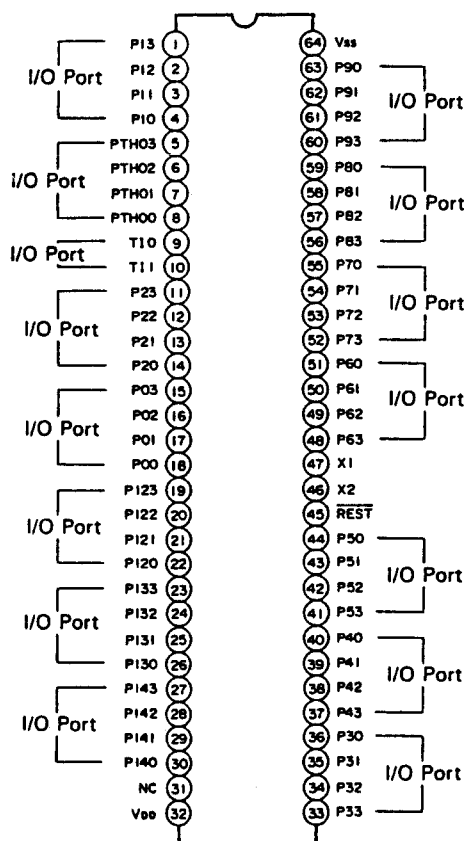 P13 1 64 Vss
P12 2 63 P90
I/O Port P11 3 62 P91 I/O Port
P10 4 61 P92
PTH03 5 60 P93
I/O Port PTH02 6 59 P80
PTH01 7 58 P81 I/O Port
PTH00 8 57 P82
I/O Port TI0 9 56 P83
TI1 10 55 P70
P23 11 54 P71 I/O Port
I/O Port P22 12 53 P72
P21 13 52 P73
P20 14 51 P60
P03 15 50 P61 I/O Port
I/O Port P02 16 49 P62
P01 17 48 P63
P00 18 47 X1
P123 19 46 X2
I/O Port P122 20 45 REST
P121 21 44 P50
P120 22 43 P51 I/O Port
P133 23 42 P52
I/O Port P132 24 41 P53
P131 25 40 P40
P130 26 39 P41 I/O Port
P143 27 38 P42
I/O Port P142 28 37 P43
P141 29 36 P30
P140 30 35 P31 I/O Port
NC 31 34 P32
VDD 32 33 P33